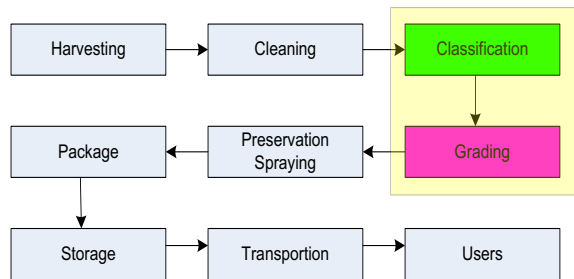 Harvesting
Cleaning
Classification
Package
Preservation
Spraying
Grading
Storage
Transportion
Users